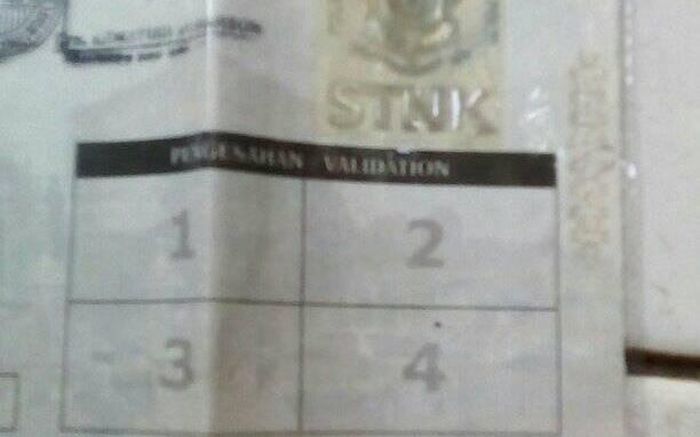 STNK
PENGESAHAN - VALIDATION
1 2
3 4